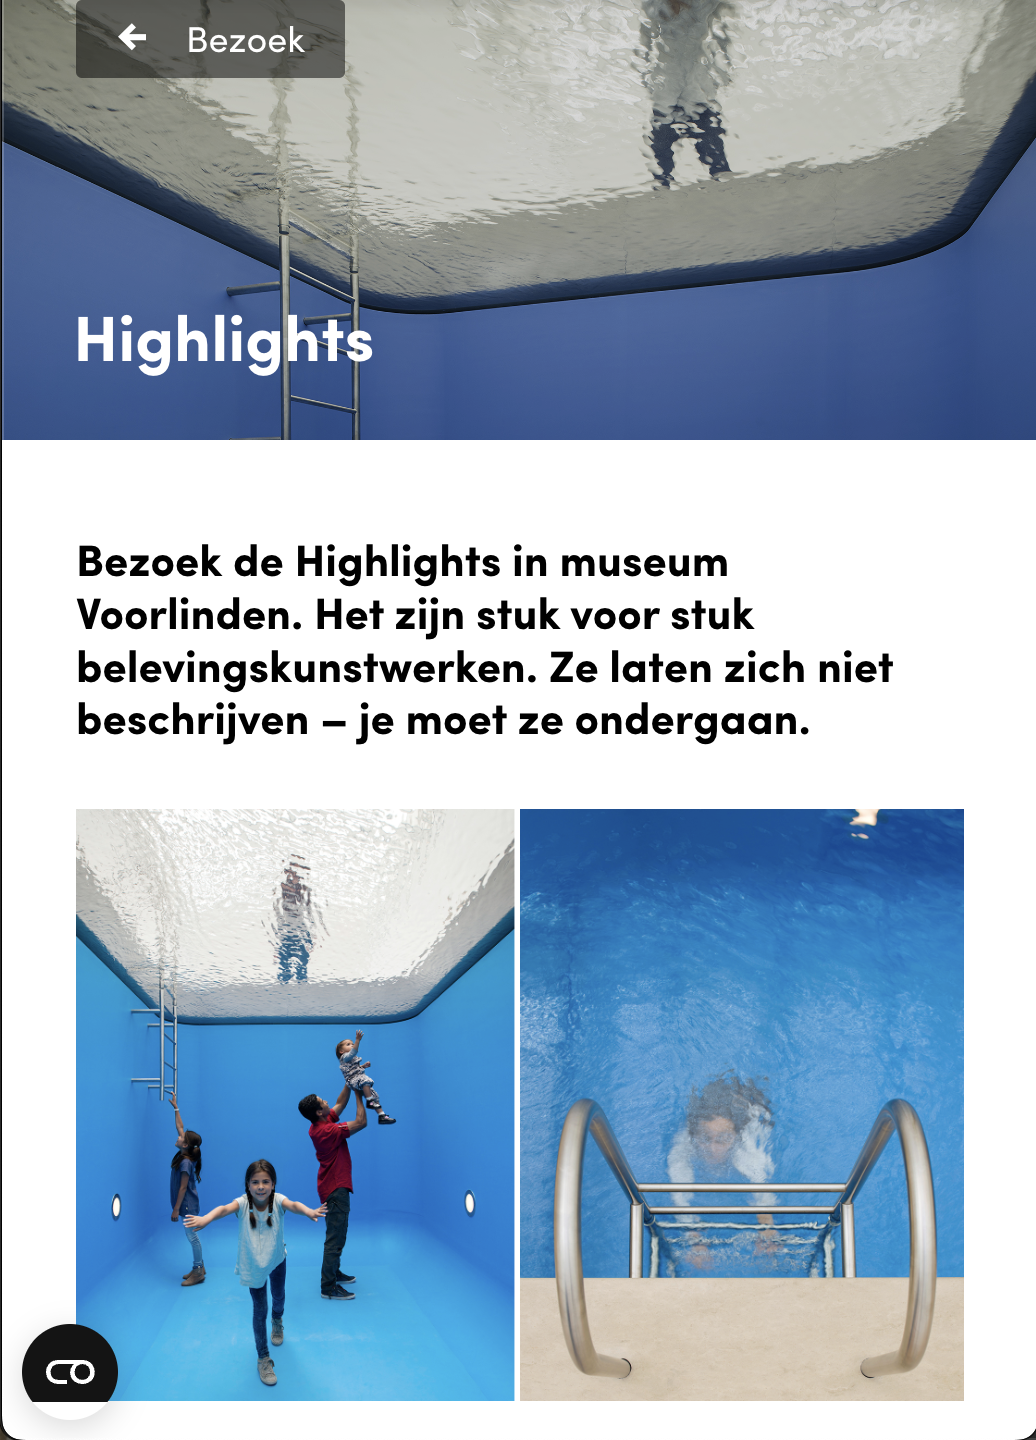 Bezoek
Highlights
Bezoek de Highlights in museum
Voorlinden. Het zijn stuk voor stuk
belevingskunstwerken. Ze laten zich niet
beschrijven – je moet ze ondergaan.